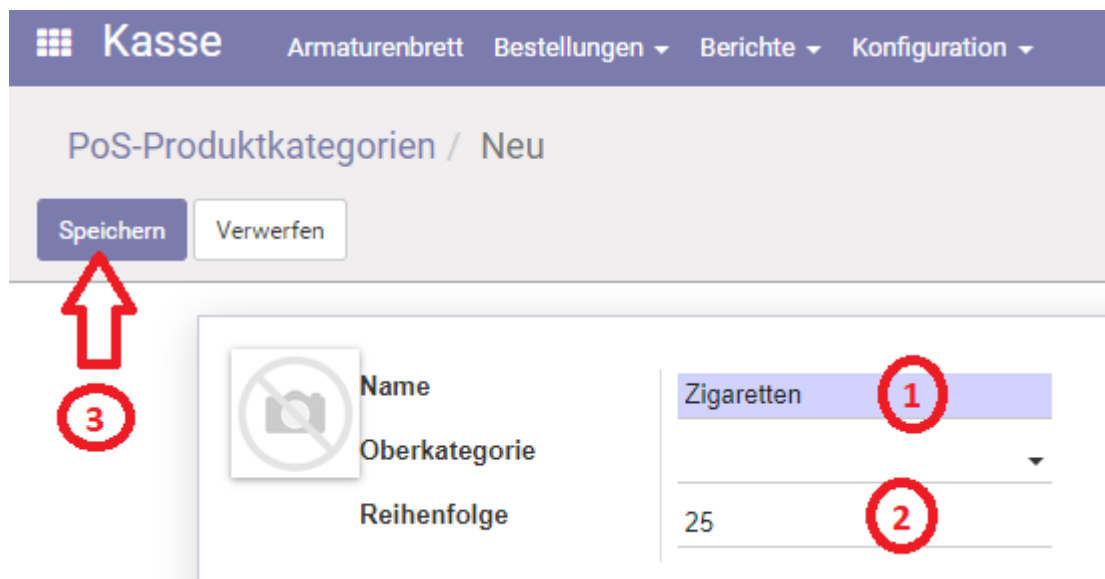 Kasse Armaturenbrett Bestellungen Berichte Konfiguration
PoS-Produktkategorien / Neu
Speichern Verwerfen
Name Zigaretten 1
3
Oberkategorie
Reihenfolge 25 2